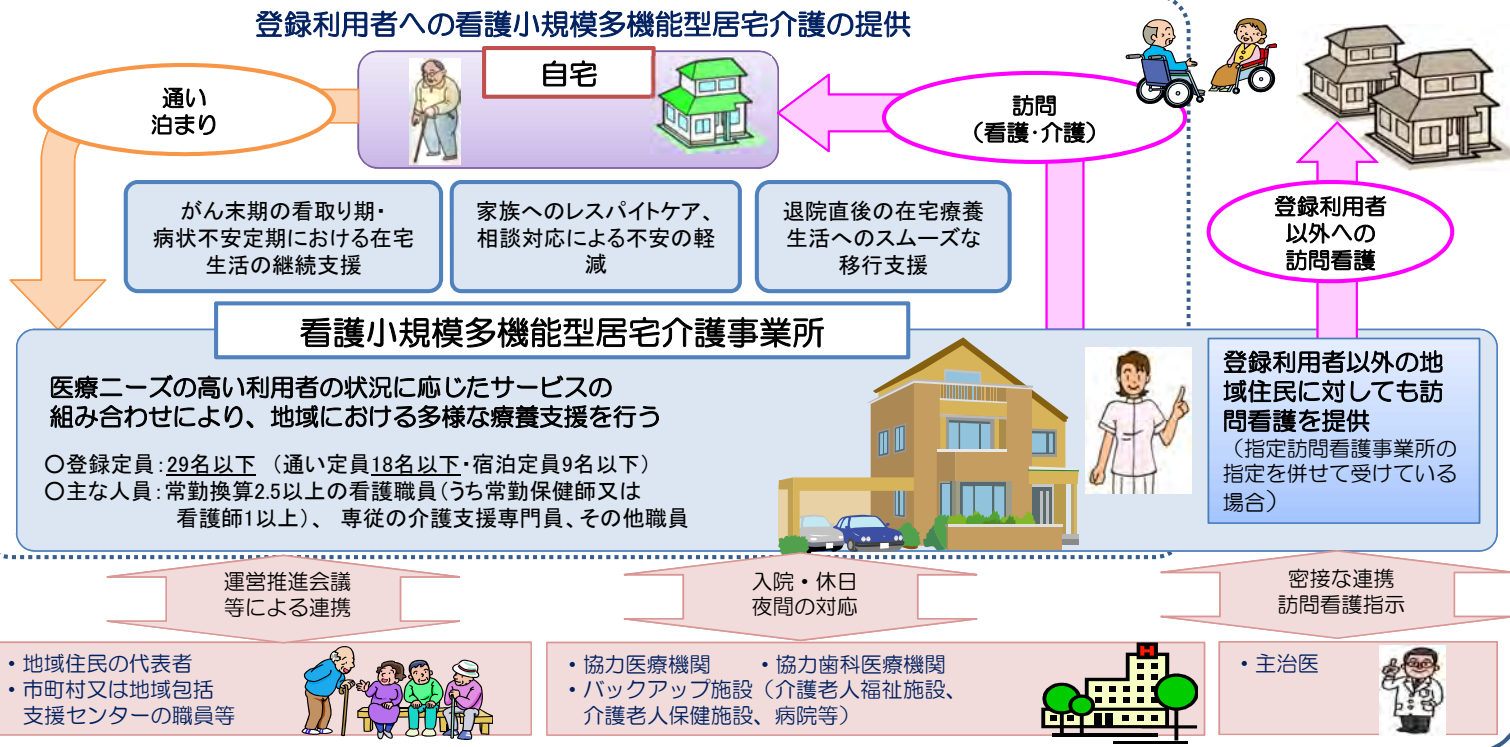 登録利用者への看護小規模多機能型居宅介護の提供
自宅
通い
泊まり
訪問
（看護・介護）
がん末期の看取り期・
病状不安定期における在宅
生活の継続支援
家族へのレスパイトケア、
相談対応による不安の軽
減
退院直後の在宅療養
生活へのスムーズな
移行支援
登録利用者
以外への
訪問看護
看護小規模多機能型居宅介護事業所
医療ニーズの高い利用者の状況に応じたサービスの
組み合わせにより、地域における多様な療養支援を行う
○登録定員：29名以下 （通い定員18名以下・宿泊定員9名以下）
○主な人員：常勤換算2.5以上の看護職員（うち常勤保健師又は
看護師1以上）、 専従の介護支援専門員、その他職員
登録利用者以外の地
域住民に対しても訪
問看護を提供
（指定訪問看護事業所の
指定を併せて受けている
場合）
運営推進会議
等による連携
入院・休日
夜間の対応
密接な連携
訪問看護指示
・地域住民の代表者
・市町村又は地域包括
支援センターの職員等
・協力医療機関 ・協力歯科医療機関
・バックアップ施設（介護老人福祉施設、
介護老人保健施設、病院等）
H
・主治医